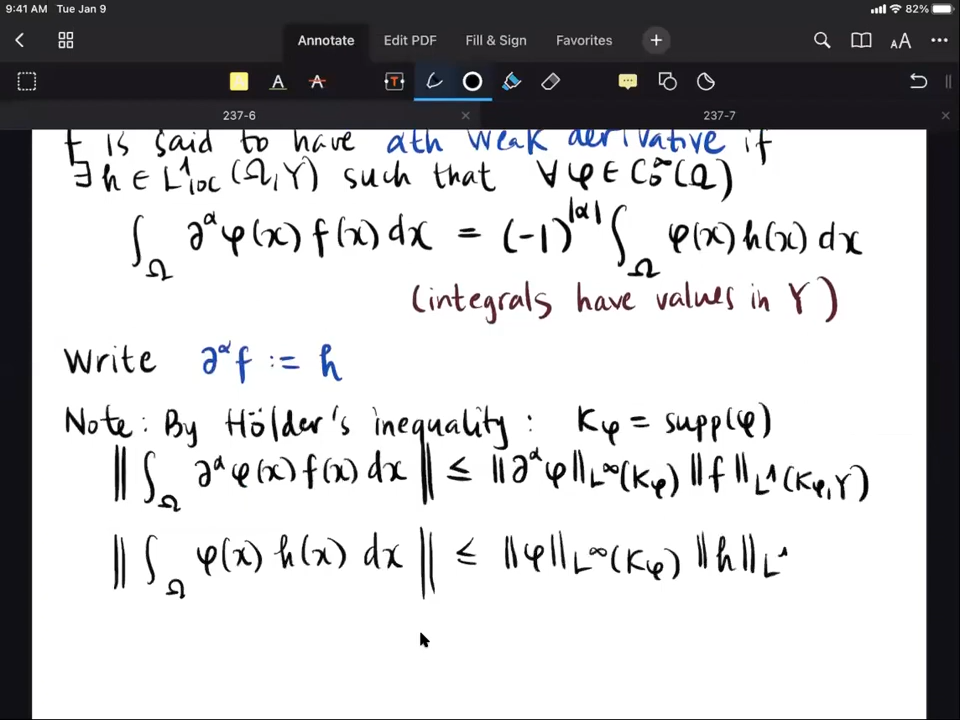 9:41 AM Tue Jan 9
82%
Annotate Edit PDF Fill & Sign Favorites
237-6 237-7
f is said to have αth weak derivative if
∃ h ∈ L¹loc (Ω, Y) such that ∀ φ ∈ C₀^∞(Ω)
∫_Ω ∂^α φ(x) f(x) dx = (-1)^|α| ∫_Ω φ(x) h(x) dx
(integrals have values in Y)
Write ∂^α f := h
Note: By Hölder's inequality: K_φ = supp(φ)
‖ ∫_Ω ∂^α φ(x) f(x) dx ‖ ≤ ‖∂^α φ‖_L^∞(K_φ) ‖f‖_L¹(K_φ, Y)
‖ ∫_Ω φ(x) h(x) dx ‖ ≤ ‖φ‖_L^∞(K_φ) ‖h‖_L¹